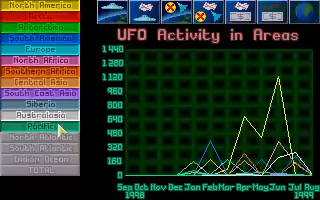 North America
Arctic
Antarctica
South America
Europe
North Africa
Southern Africa
Central Asia
South East Asia
Siberia
Australasia
Pacific
North Atlantic
South Atlantic
Indian Ocean
TOTAL
UFO Activity in Areas
1440
1280
1120
960
800
640
480
320
160
0
Sep Oct Nov Dec Jan Feb Mar Apr May Jun Jul Aug
1998 1999